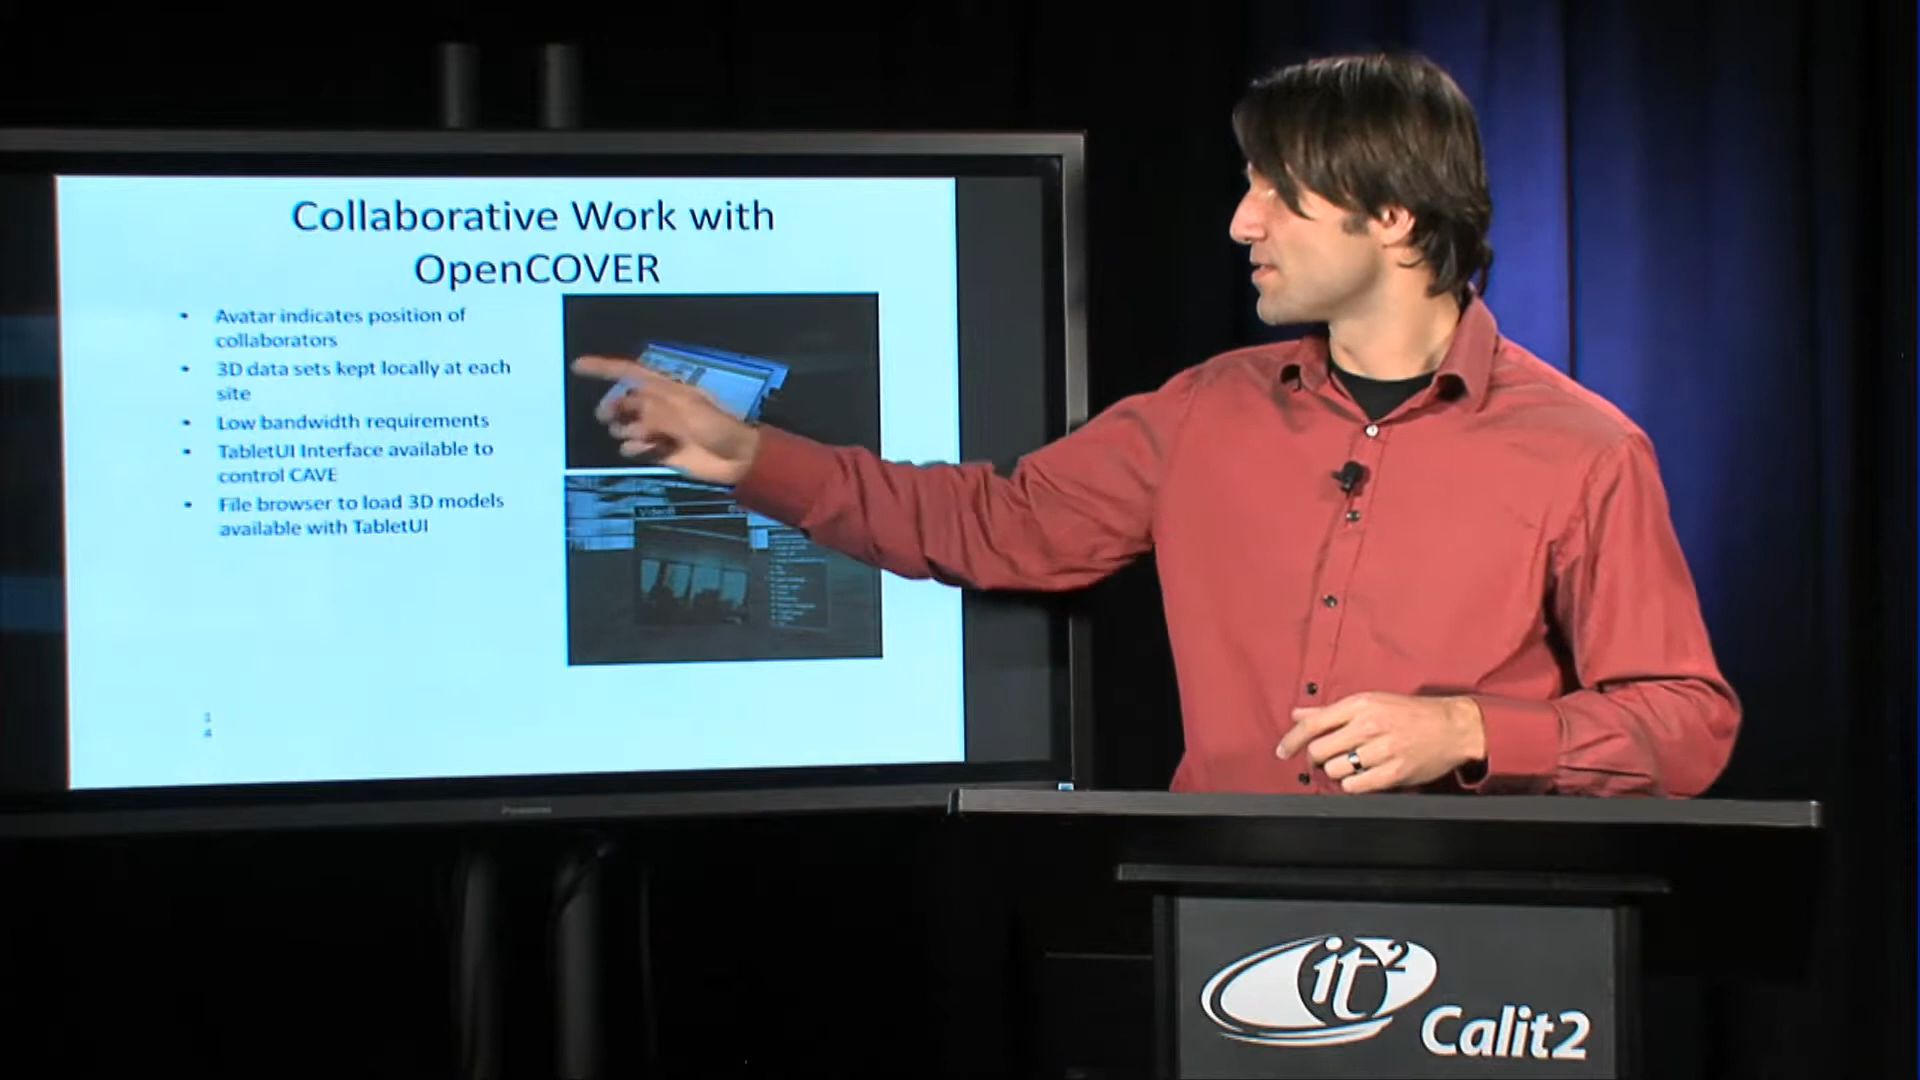 Collaborative Work with
OpenCOVER
• Avatar indicates position of
collaborators
• 3D data sets kept locally at each
site
• Low bandwidth requirements
• TabletUI Interface available to
control CAVE
• File browser to load 3D models
available with TabletUI
1
4
Panasonic
it2
Calit2